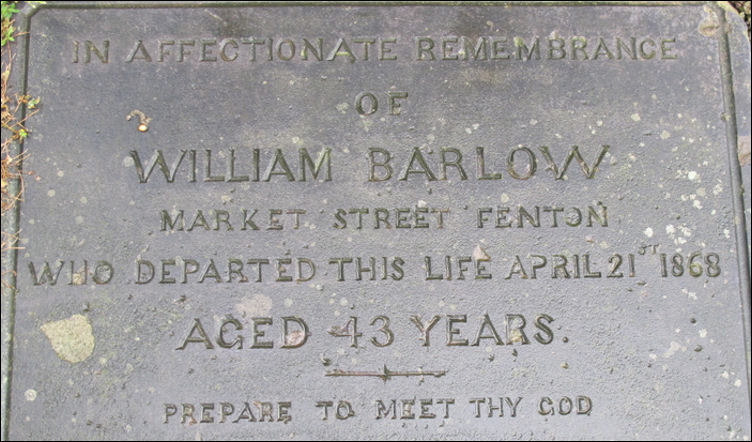 IN AFFECTIONATE REMEMBRANCE
OF
WILLIAM BARLOW
MARKET STREET FENTON
WHO DEPARTED THIS LIFE APRIL 21ST 1868
AGED 43 YEARS.
PREPARE TO MEET THY GOD